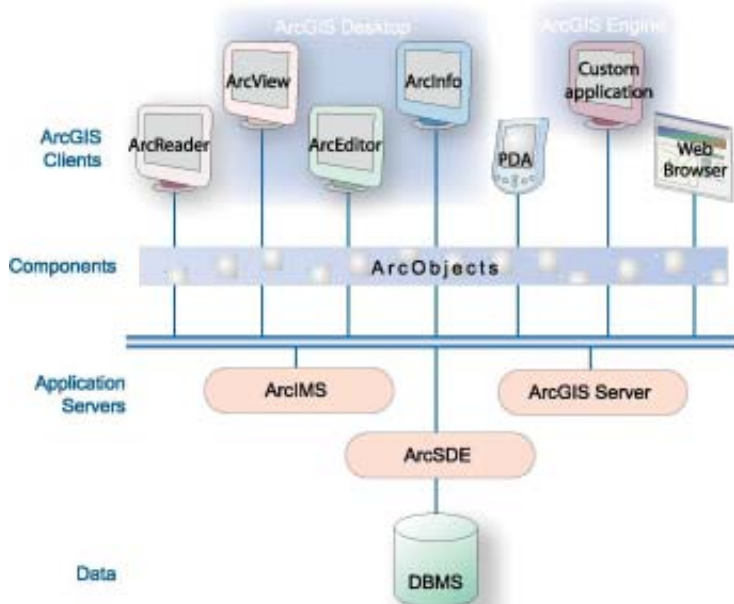 ArcGIS Desktop
ArcGIS Engine
ArcView
ArcInfo
Custom
application
ArcGIS
Clients
ArcReader
ArcEditor
PDA
Web
Browser
Components
ArcObjects
Application
Servers
ArcIMS
ArcGIS Server
ArcSDE
Data
DBMS